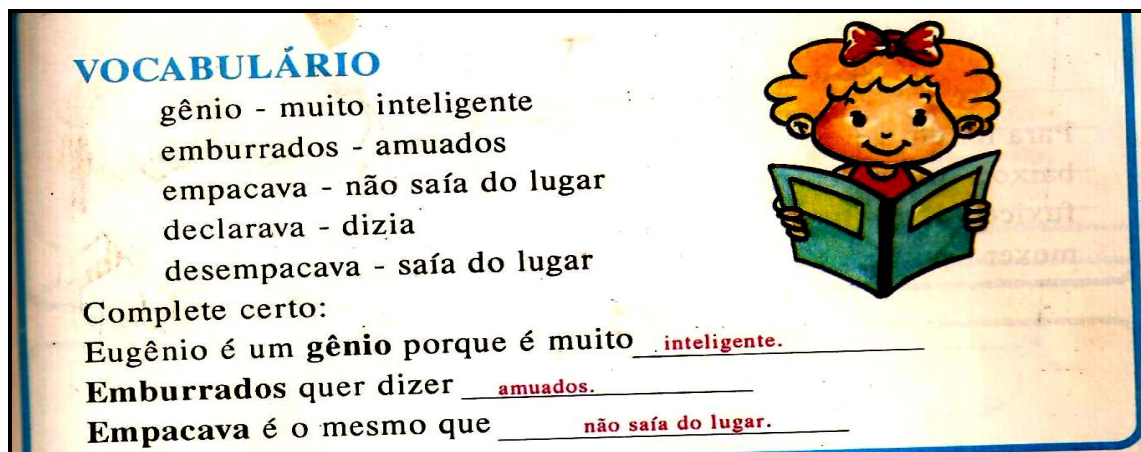 VOCABULÁRIO
gênio - muito inteligente
emburrados - amuados
empacava - não saía do lugar
declarava - dizia
desempacava - saía do lugar
Complete certo:
Eugênio é um gênio porque é muito inteligente.
Emburrados quer dizer amuados.
Empacava é o mesmo que não saía do lugar.